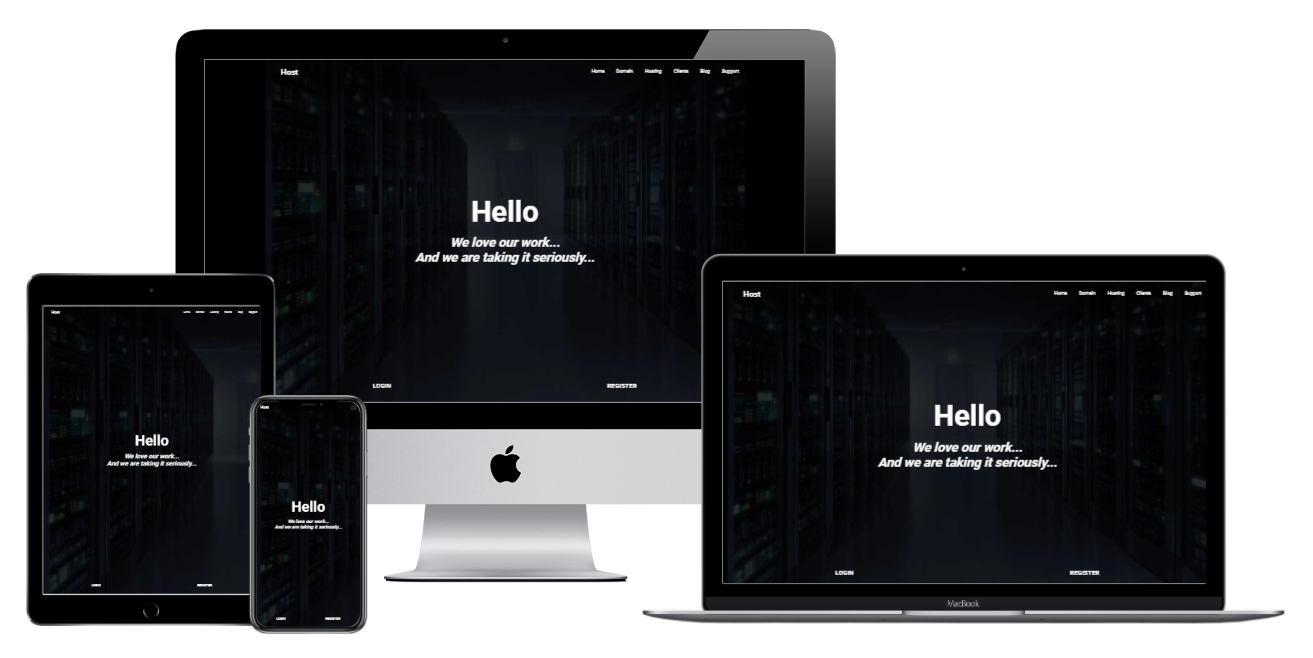 Host
Home Domain Hosting Clients Blog Support
Hello
We love our work...
And we are taking it seriously...
LOGIN
REGISTER
Host
Home Domain Hosting Clients Blog Support
Hello
We love our work...
And we are taking it seriously...
LOGIN
REGISTER
MacBook
Host
Hello
We love our work...
And we are taking it seriously...
LOGIN
REGISTER
Host
Hello
We love our work...
And we are taking it seriously...
LOGIN
REGISTER